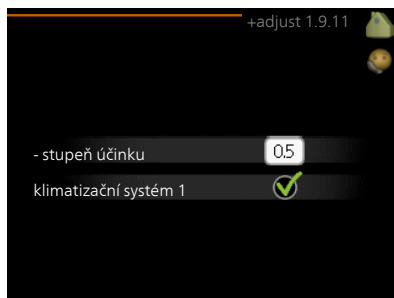 +adjust 1.9.11
- stupeň účinku
0.5
klimatizační systém 1